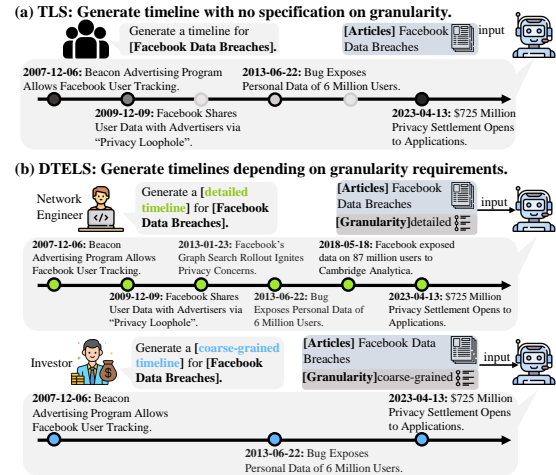 (a) TLS: Generate timeline with no specification on granularity.
Generate a timeline for
[Facebook Data Breaches].
[Articles] Facebook
Data Breaches
input
2007-12-06: Beacon Advertising Program
Allows Facebook User Tracking.
2013-06-22: Bug Exposes
Personal Data of 6 Million Users.
2009-12-09: Facebook Shares
User Data with Advertisers via
“Privacy Loophole”.
2023-04-13: $725 Million
Privacy Settlement Opens
to Applications.
(b) DTELS: Generate timelines depending on granularity requirements.
Network
Engineer
Generate a [detailed
timeline] for [Facebook
Data Breaches].
[Articles] Facebook
Data Breaches
[Granularity]detailed
input
2007-12-06: Beacon
Advertising Program Allows
Facebook User Tracking.
2013-01-23: Facebook’s
Graph Search Rollout Ignites
Privacy Concerns.
2018-05-18: Facebook exposed
data on 87 million users to
Cambridge Analytica.
2009-12-09: Facebook Shares
User Data with Advertisers via
“Privacy Loophole”.
2013-06-22: Bug
Exposes Personal Data of
6 Million Users.
2023-04-13: $725 Million
Privacy Settlement Opens to
Applications.
Investor
Generate a [coarse-grained
timeline] for [Facebook
Data Breaches].
[Articles] Facebook Data
Breaches
[Granularity]coarse-grained
input
2007-12-06: Beacon
Advertising Program Allows
Facebook User Tracking.
2023-04-13: $725 Million
Privacy Settlement Opens
to Applications.
2013-06-22: Bug Exposes
Personal Data of 6 Million Users.